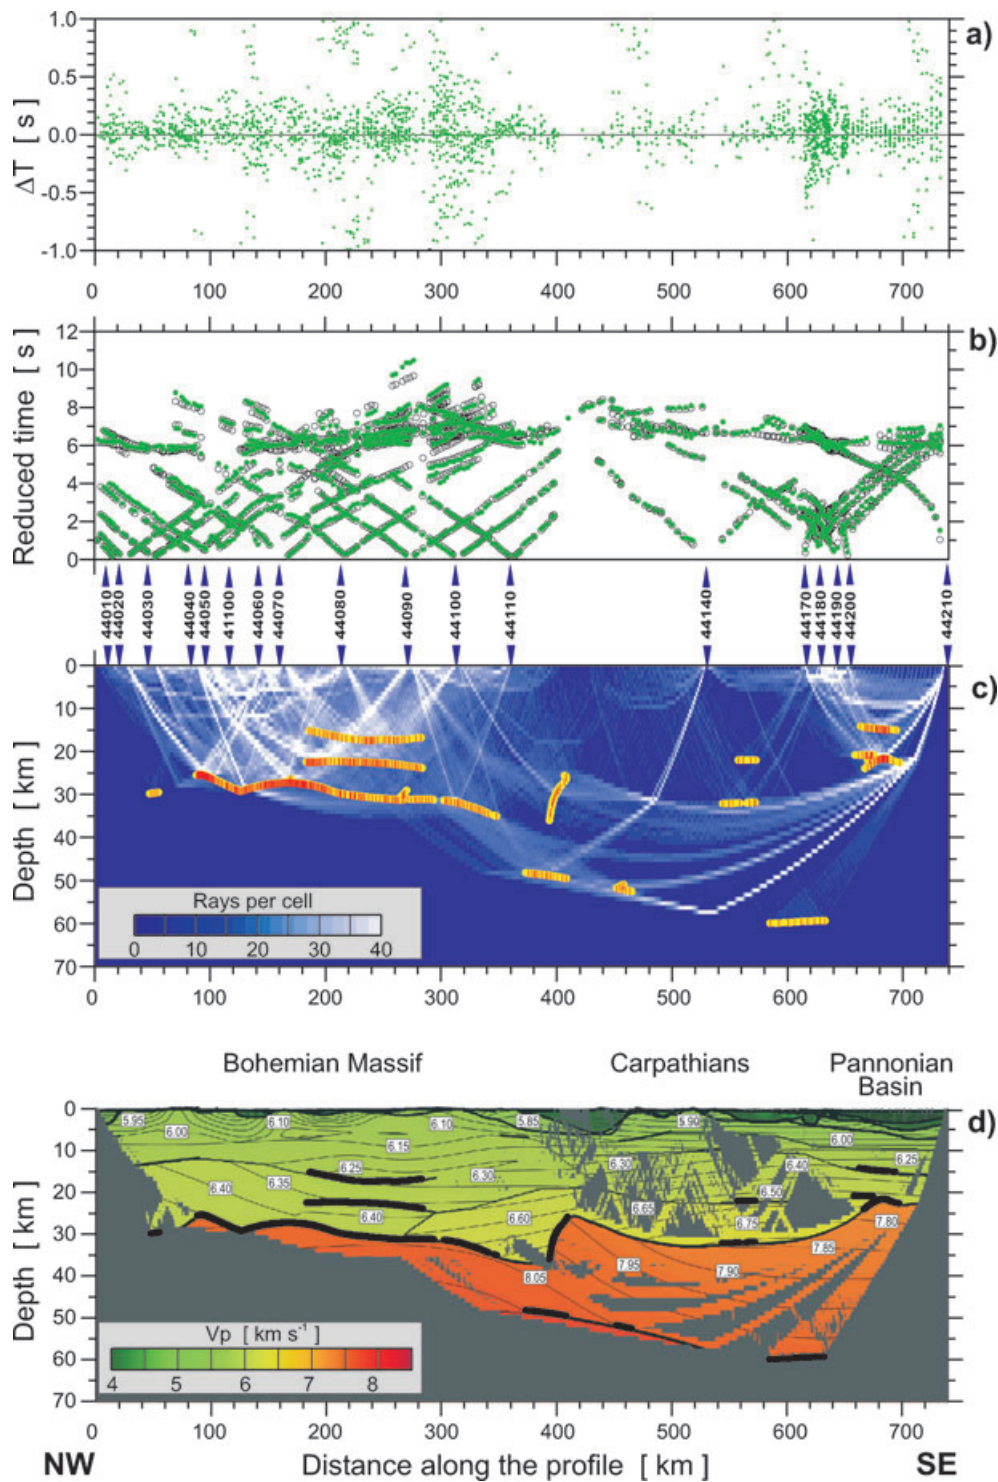 a)
1.0
0.5
0.0
-0.5
-1.0
ΔT [ s ]
0 100 200 300 400 500 600 700
b)
12
10
8
6
4
2
0
Reduced time [ s ]
44010 44020 44030 44040 44050 41100 44060 44070 44080 44090 44100 44110 44140 44170 44180 44190 44200 44210
c)
0
10
20
30
40
50
60
70
Depth [ km ]
Rays per cell
0 10 20 30 40
0 100 200 300 400 500 600 700
Bohemian Massif Carpathians Pannonian
Basin
d)
0
10
20
30
40
50
60
70
Depth [ km ]
5.95 6.00 6.10 6.10 5.85 5.90 6.00
6.15 6.25
6.25 6.30 6.30 6.40
6.40 6.35 6.50
6.40 6.60 6.65 6.75 7.80
7.85
8.05 7.95 7.90
Vp [ km s⁻¹ ]
4 5 6 7 8
0 100 200 300 400 500 600 700
NW Distance along the profile [ km ] SE